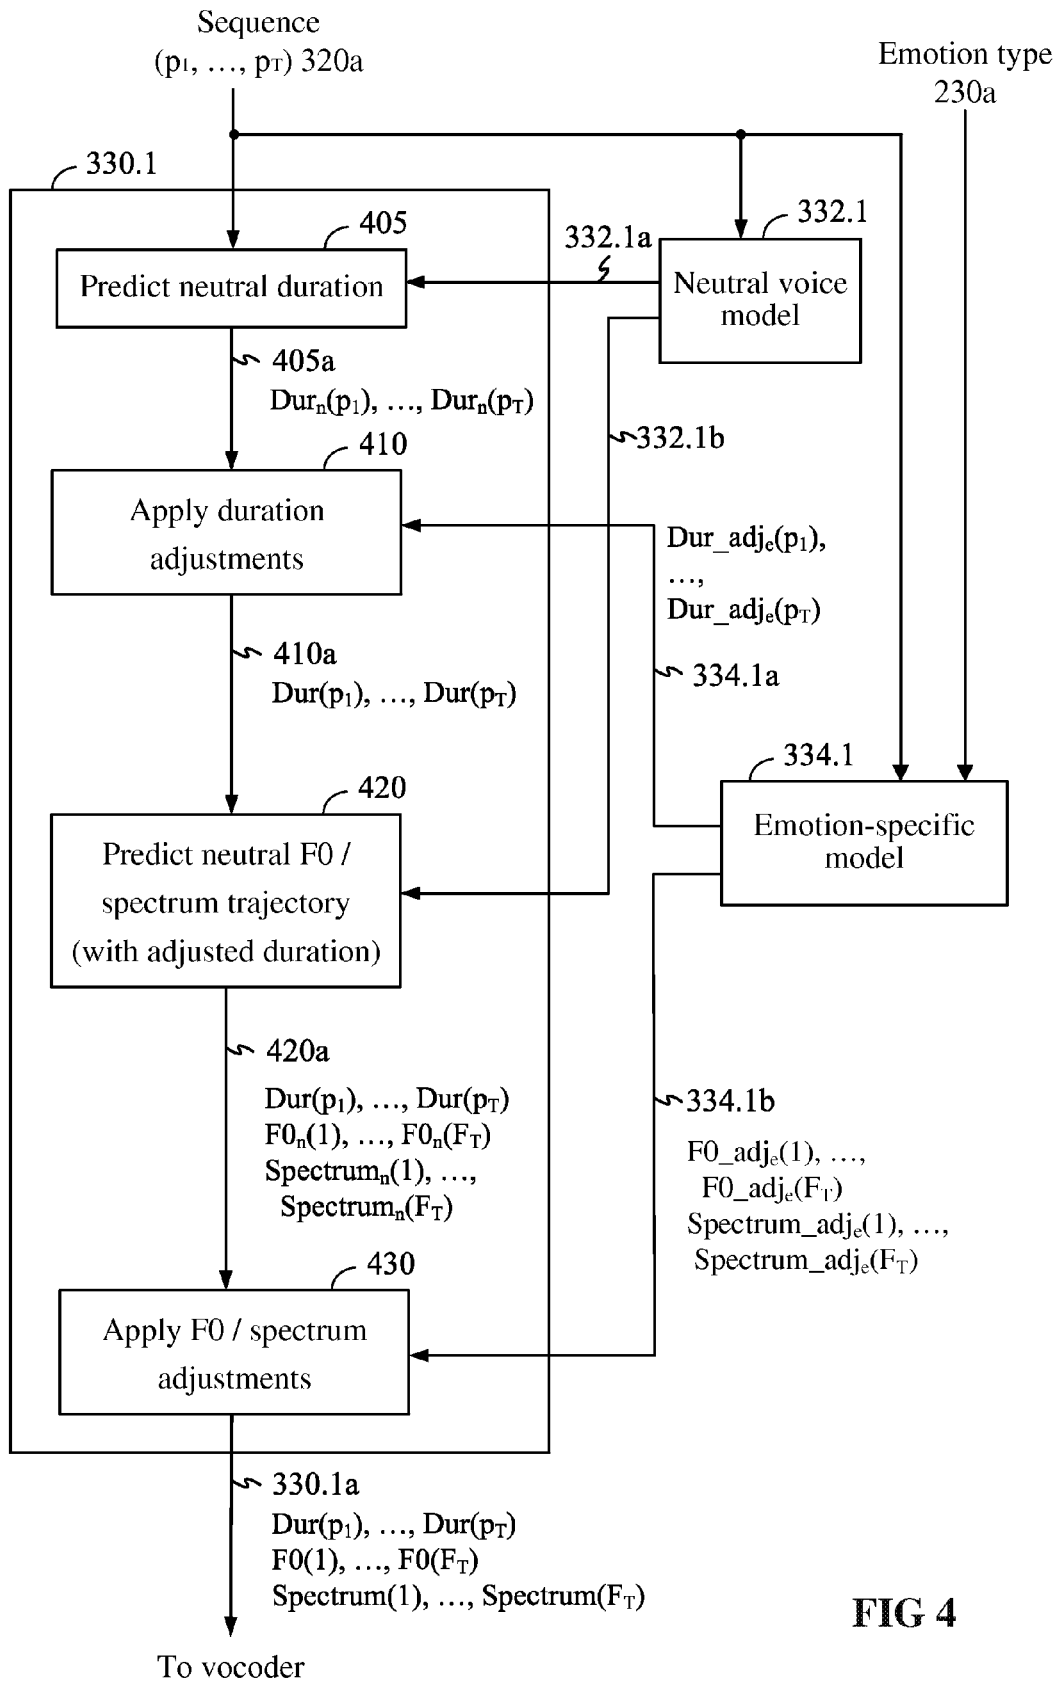 Sequence
(p1, …, pT) 320a
Emotion type
230a
330.1
405
332.1
332.1a
Predict neutral duration
Neutral voice
model
405a
Durn(p1), …, Durn(pT)
332.1b
410
Apply duration
adjustments
Dur_adje(p1),
…,
Dur_adje(pT)
410a
Dur(p1), …, Dur(pT)
334.1a
334.1
420
Emotion-specific
model
Predict neutral F0 /
spectrum trajectory
(with adjusted duration)
420a
Dur(p1), …, Dur(pT)
F0n(1), …, F0n(FT)
Spectrumn(1), …,
Spectrumn(FT)
334.1b
F0_adje(1), …,
F0_adje(FT)
Spectrum_adje(1), …,
Spectrum_adje(FT)
430
Apply F0 / spectrum
adjustments
330.1a
Dur(p1), …, Dur(pT)
F0(1), …, F0(FT)
Spectrum(1), …, Spectrum(FT)
To vocoder
FIG 4